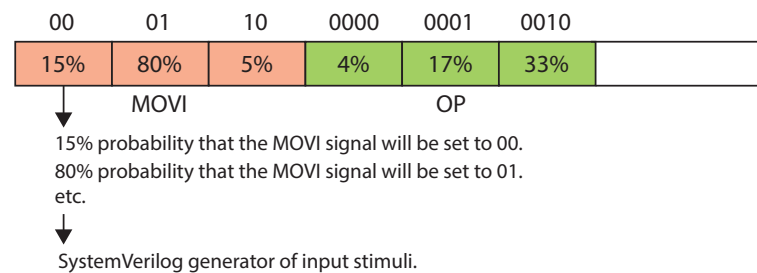 00 01 10 0000 0001 0010
15% 80% 5% 4% 17% 33%
MOVI OP
15% probability that the MOVI signal will be set to 00.
80% probability that the MOVI signal will be set to 01.
etc.
SystemVerilog generator of input stimuli.